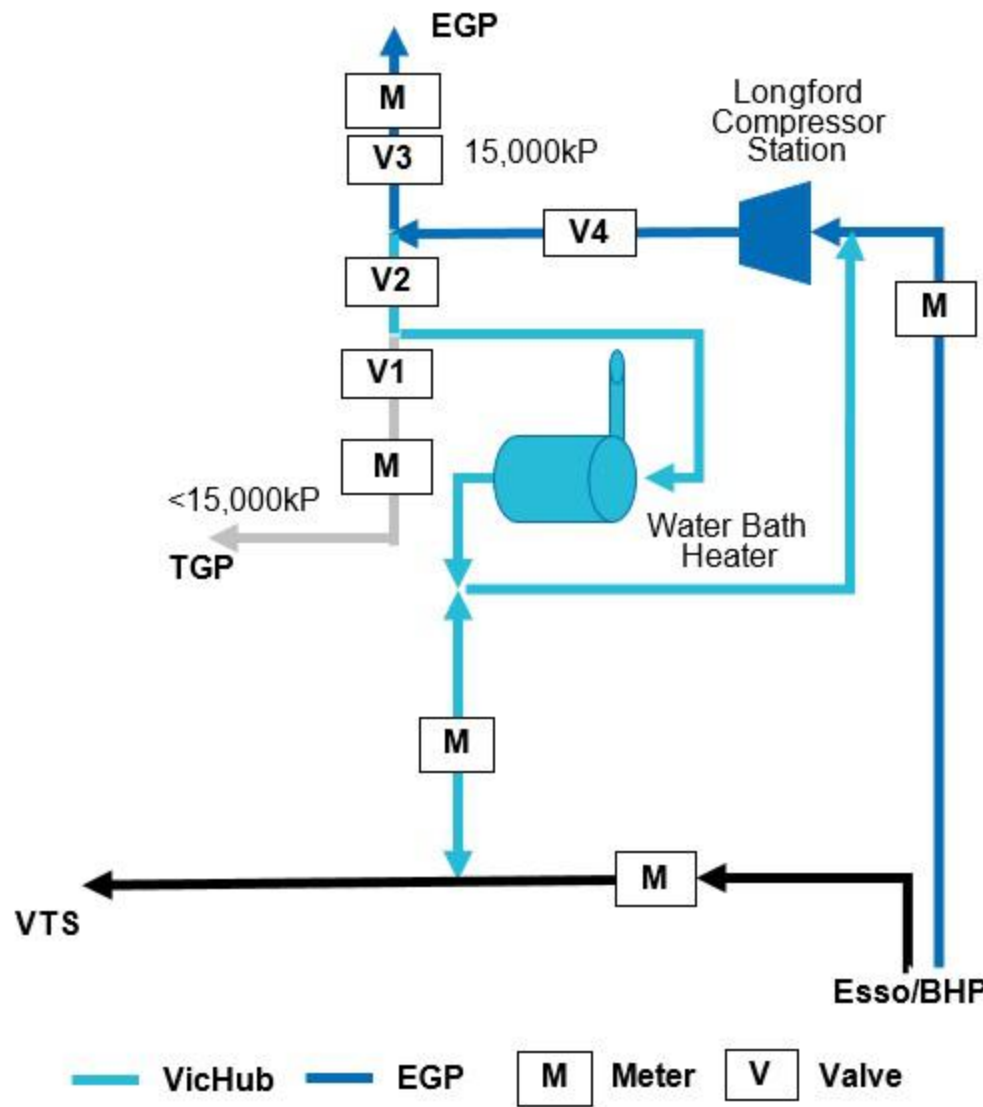 EGP
M
Longford
Compressor
Station
V3
15,000kP
V4
V2
M
V1
M
<15,000kP
TGP
Water Bath
Heater
M
M
VTS
Esso/BHP
VicHub
EGP
M
Meter
V
Valve